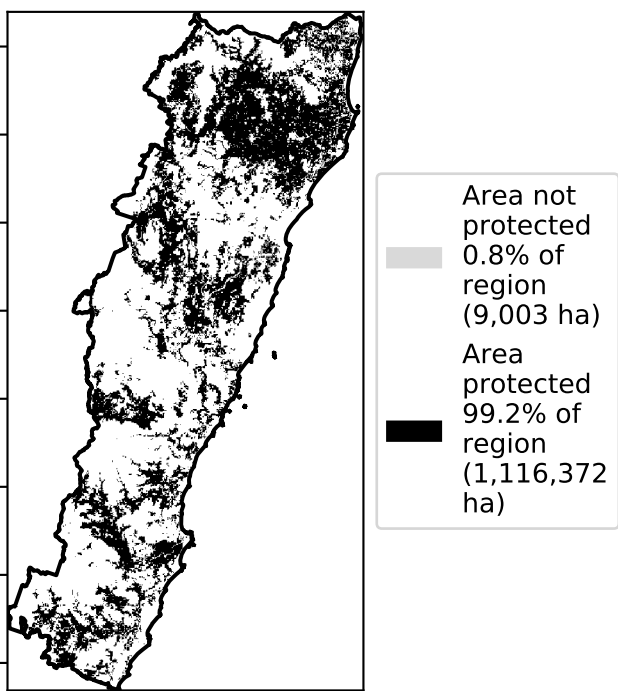 Area not
protected
0.8% of
region
(9,003 ha)
Area
protected
99.2% of
region
(1,116,372
ha)